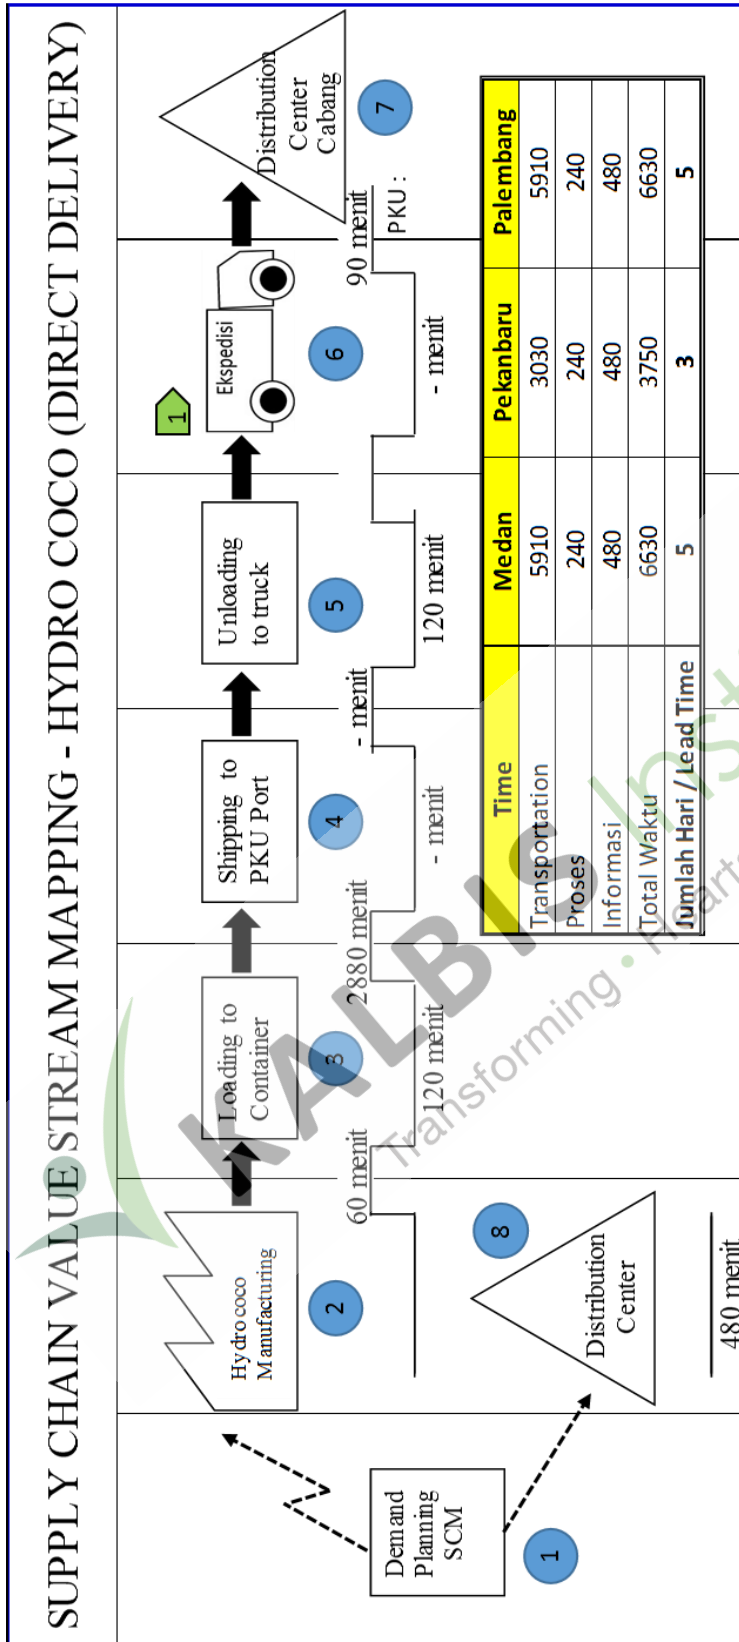 SUPPLY CHAIN VALUE STREAM MAPPING - HYDRO COCO (DIRECT DELIVERY)
1
Demand
Planning
SCM
Hydro coco
Manufacturing
2
Loading to
Container
3
Shipping to
PKU Port
4
Unloading
to truck
5
1
Ekspedisi
6
Distribution
Center
Cabang
7
60 menit
2880 menit
- menit
90 menit
PKU :
120 menit
- menit
120 menit
- menit
8
Distribution
Center
480 menit
Time Medan Pekanbaru Palembang
Transportation 5910 3030 5910
Proses 240 240 240
Informasi 480 480 480
Total Waktu 6630 3750 6630
Jumlah Hari / Lead Time 5 3 5
KALBIS Inst
Transforming • Hearts